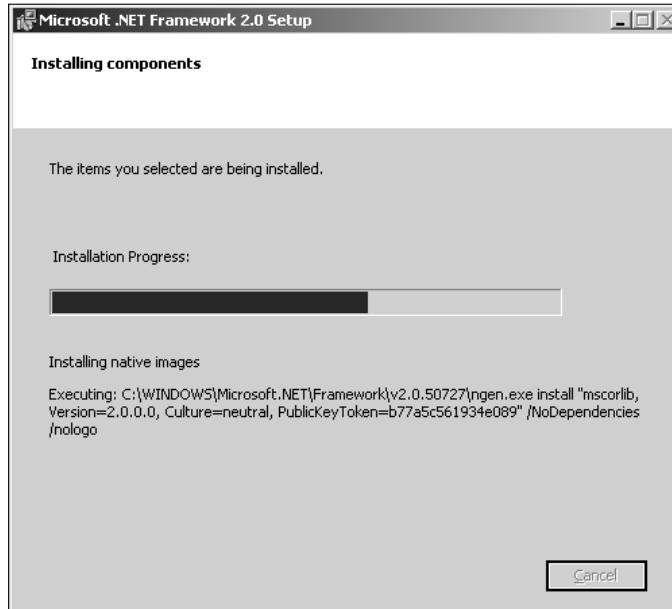 Microsoft .NET Framework 2.0 Setup
Installing components
The items you selected are being installed.
Installation Progress:
Installing native images
Executing: C:\WINDOWS\Microsoft.NET\Framework\v2.0.50727\ngen.exe install "mscorlib,
Version=2.0.0.0, Culture=neutral, PublicKeyToken=b77a5c561934e089" /NoDependencies
/nologo
Cancel